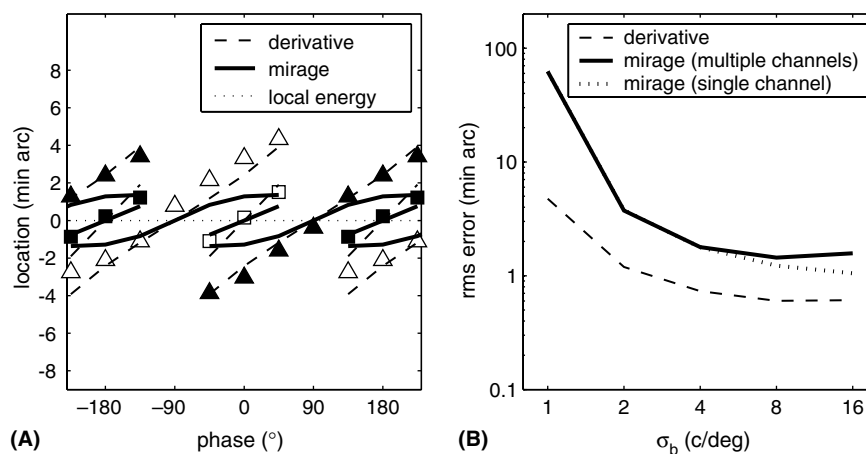 derivative
mirage
local energy
location (min arc)
8
6
4
2
0
−2
−4
−6
−8
−180
−90
0
90
180
(A)
phase (°)
derivative
mirage (multiple channels)
mirage (single channel)
rms error (min arc)
100
10
1
0.1
1
2
4
8
16
(B)
σb (c/deg)